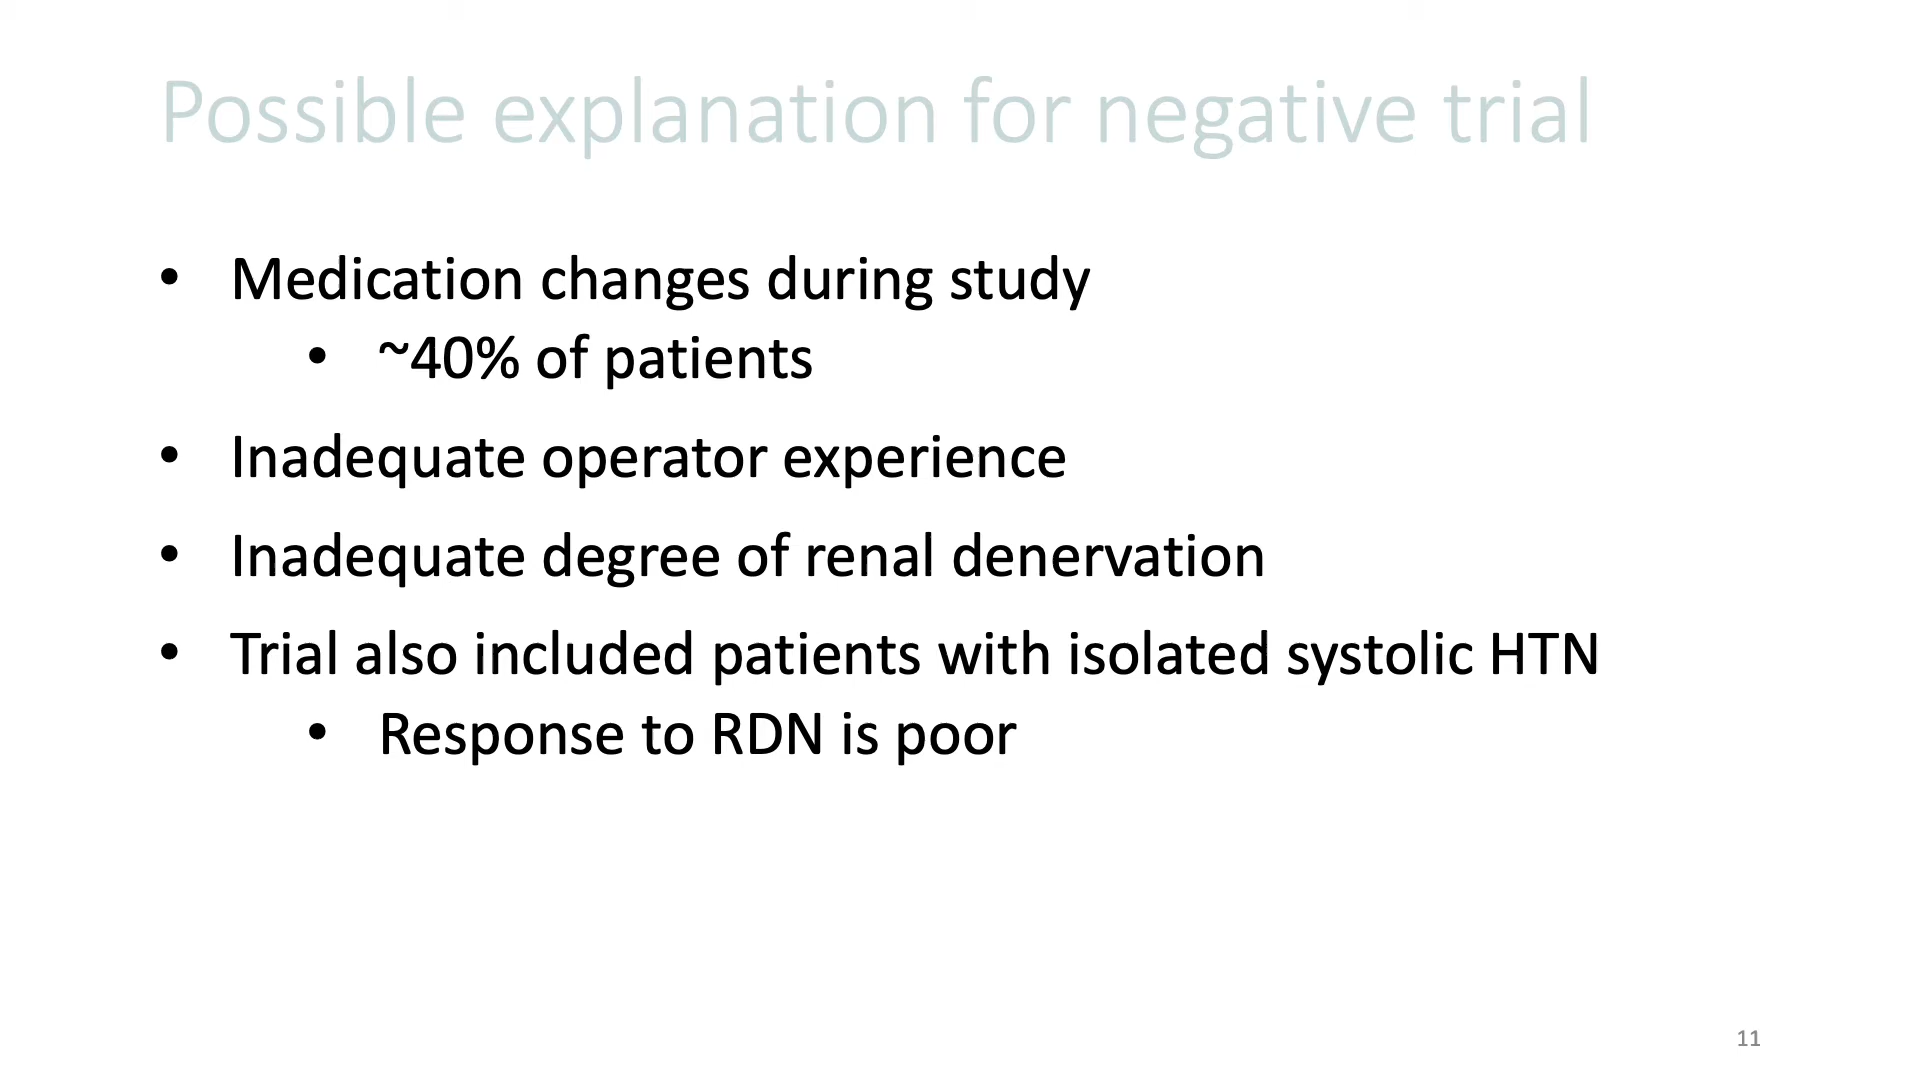 Possible explanation for negative trial
• Medication changes during study
• ~40% of patients
• Inadequate operator experience
• Inadequate degree of renal denervation
• Trial also included patients with isolated systolic HTN
• Response to RDN is poor
11